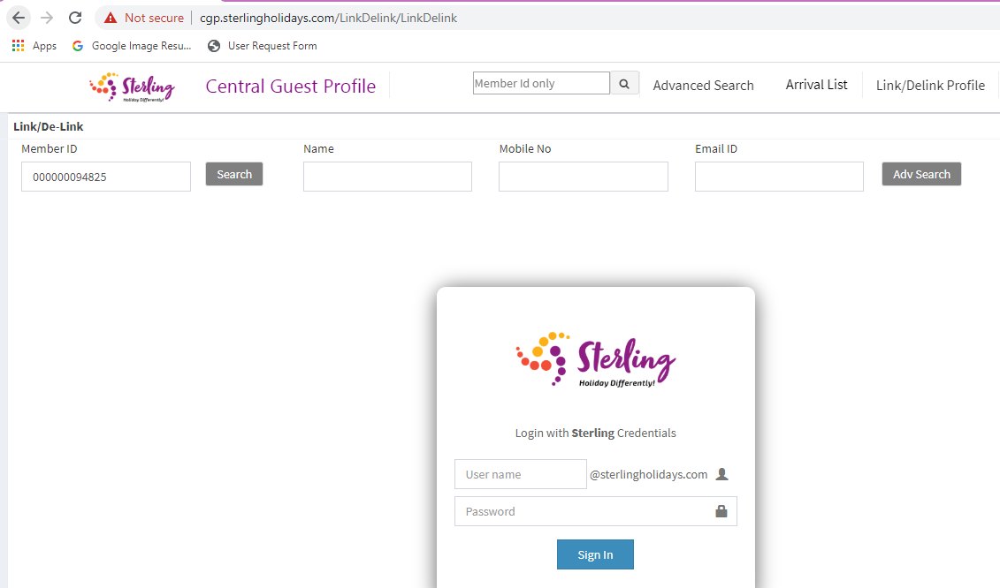 Not secure | cgp.sterlingholidays.com/LinkDelink/LinkDelink
Apps Google Image Resu... User Request Form
Sterling
Holiday Differently!
Central Guest Profile Member Id only Advanced Search Arrival List Link/Delink Profile
Link/De-Link
Member ID Name Mobile No Email ID
000000094825 Search Adv Search
Sterling
Holiday Differently!
Login with Sterling Credentials
User name @sterlingholidays.com
Password
Sign In